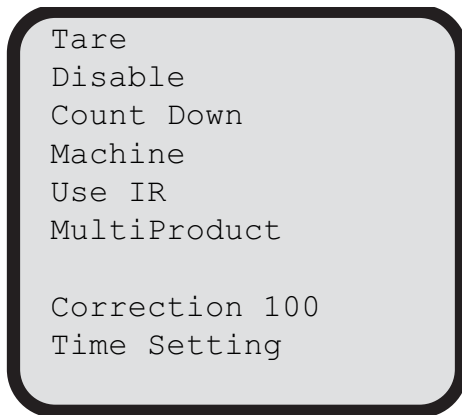 Tare
Disable
Count Down
Machine
Use IR
MultiProduct
Correction 100
Time Setting